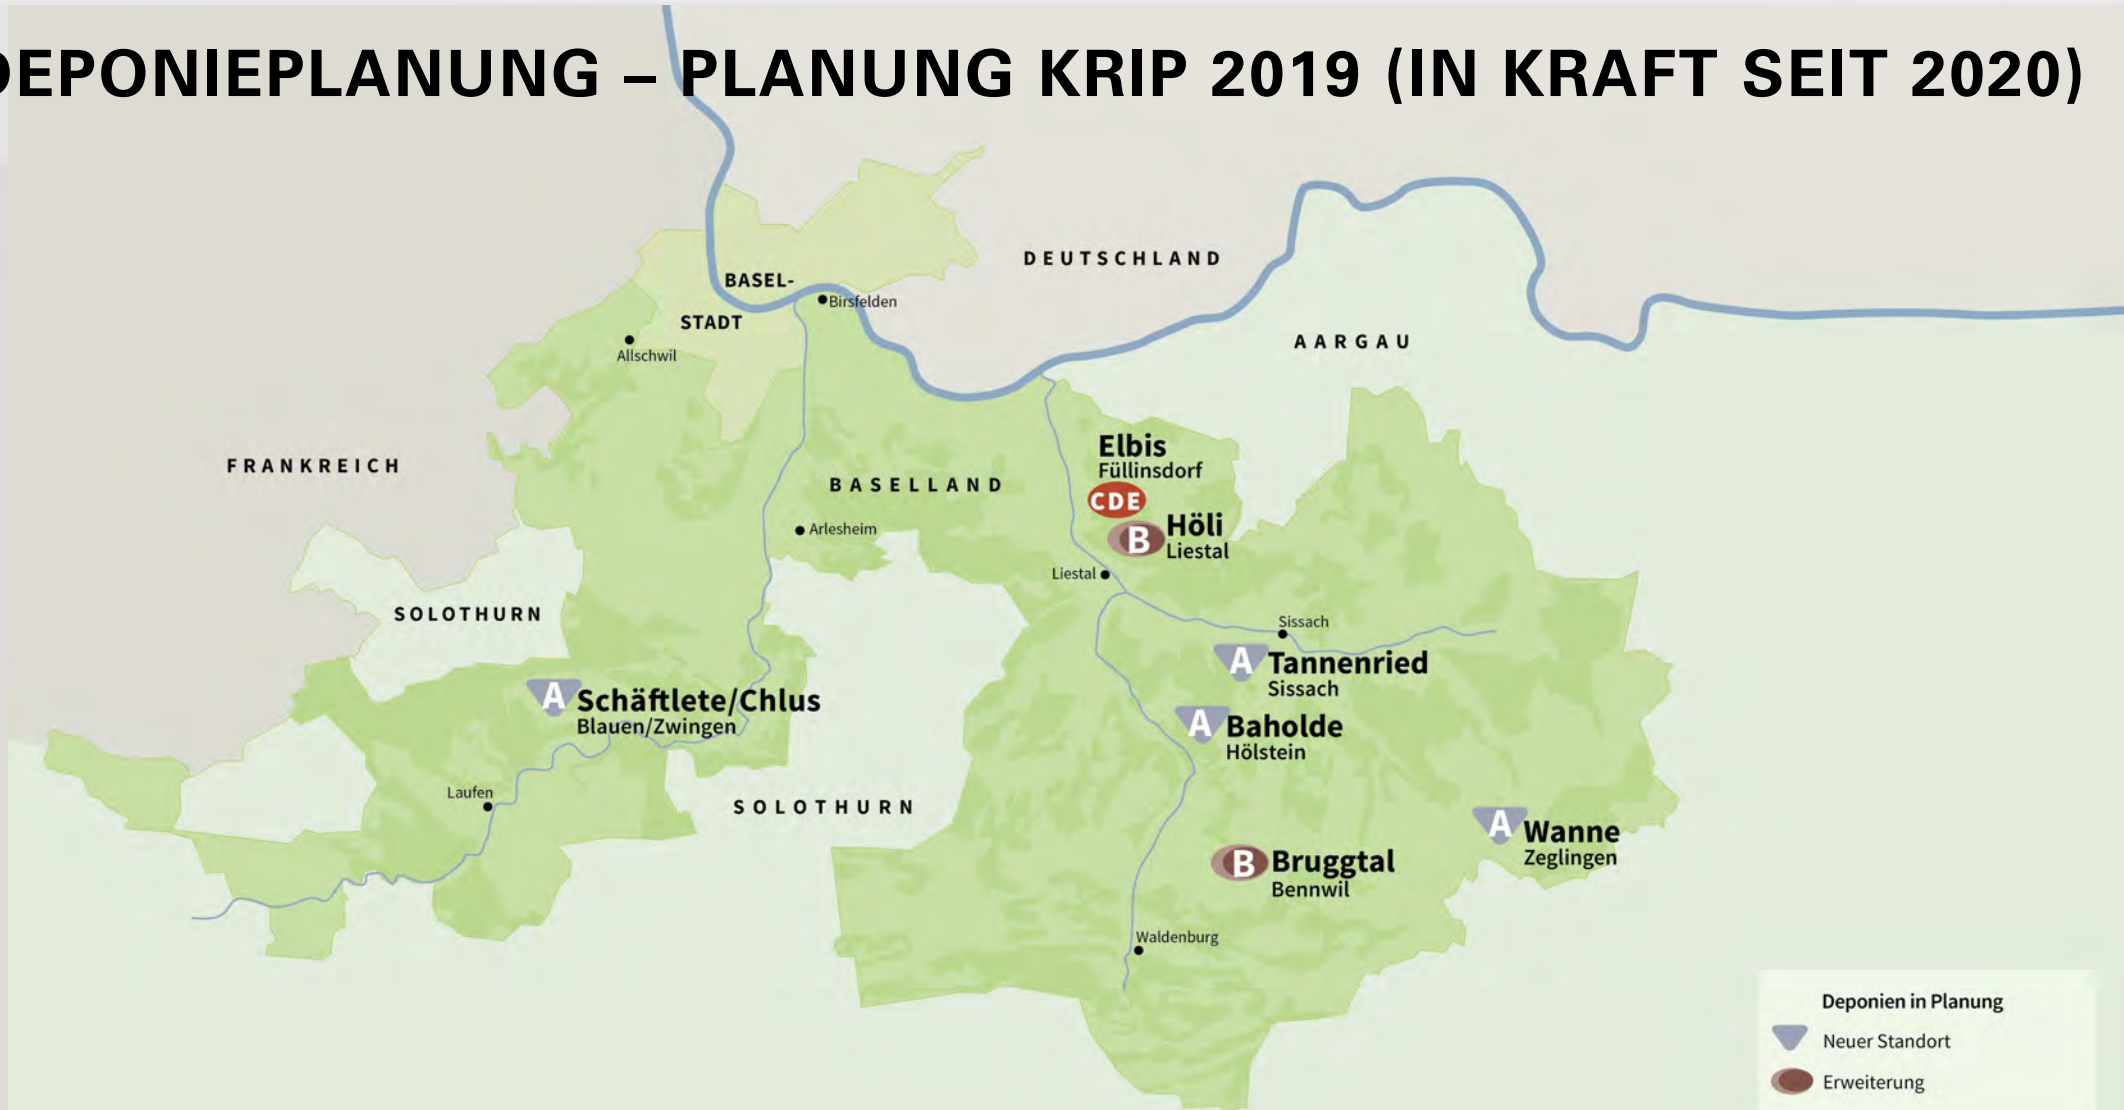 DEPONIEPLANUNG – PLANUNG KRIP 2019 (IN KRAFT SEIT 2020)
DEUTSCHLAND
BASEL-
Birsfelden
STADT
AARGAU
Allschwil
FRANKREICH
Elbis
Füllinsdorf
BASELLAND
CDE
Höli
B
Liestal
Arlesheim
Liestal
SOLOTHURN
Sissach
A
Tannenried
Sissach
A
Schäftlete/Chlus
Blauen/Zwingen
A
Baholde
Hölstein
Laufen
SOLOTHURN
A
Wanne
Zeglingen
B
Bruggtal
Bennwil
Waldenburg
Deponien in Planung
Neuer Standort
Erweiterung